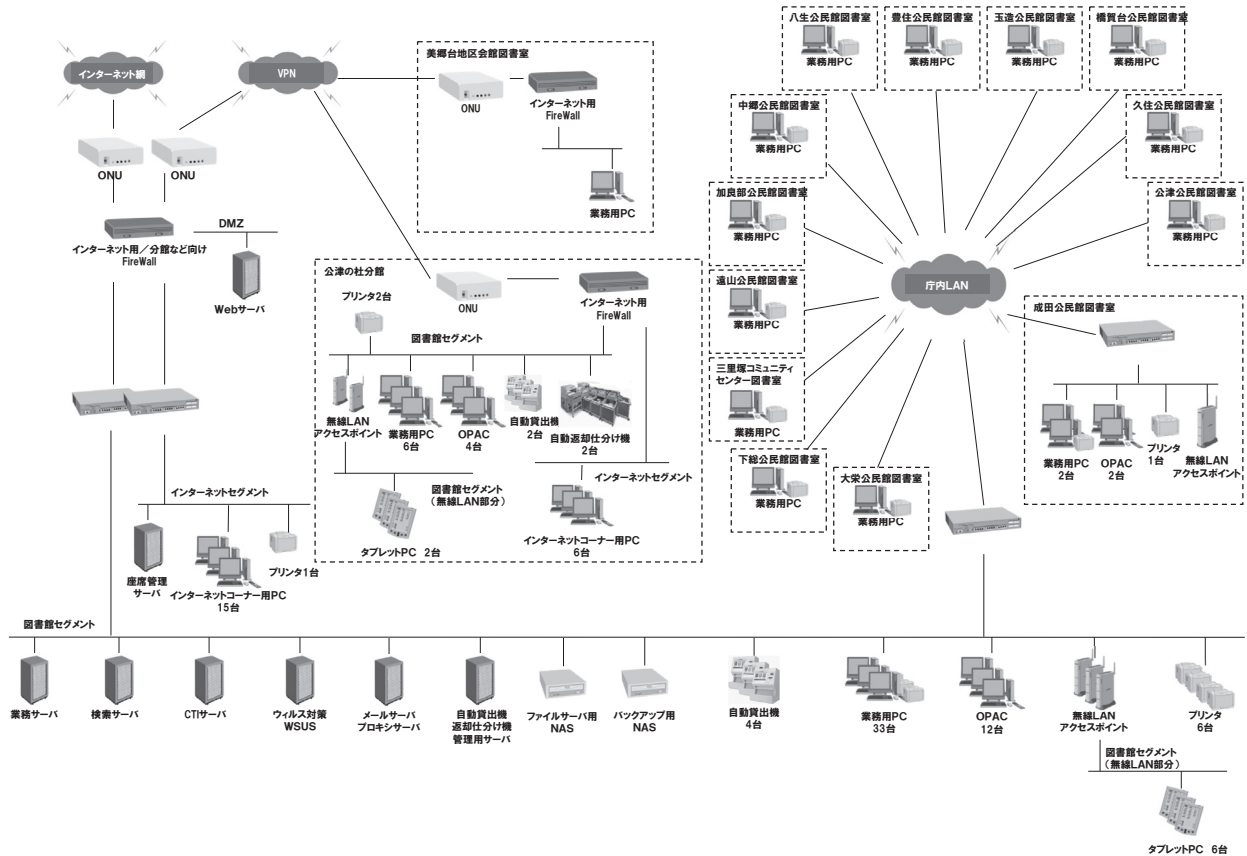 インターネット網
ONU
ONU
インターネット用／分館など向け
FireWall
DMZ
Webサーバ
インターネットセグメント
座席管理
サーバ
インターネットコーナー用PC
15台
プリンタ1台
VPN
美郷台地区会館図書室
ONU
インターネット用
FireWall
業務用PC
公津の杜分館
プリンタ2台
ONU
インターネット用
FireWall
図書館セグメント
無線LAN
アクセスポイント
業務用PC
6台
OPAC
4台
自動貸出機
2台
自動返却仕分け機
2台
図書館セグメント
（無線LAN部分）
タブレットPC 2台
インターネットセグメント
インターネットコーナー用PC
6台
八生公民館図書室
業務用PC
豊住公民館図書室
業務用PC
玉造公民館図書室
業務用PC
橋賀台公民館図書室
業務用PC
中郷公民館図書室
業務用PC
久住公民館図書室
業務用PC
加良部公民館図書室
業務用PC
公津公民館図書室
業務用PC
遠山公民館図書室
業務用PC
庁内LAN
三里塚コミュニティ
センター図書室
業務用PC
下総公民館図書室
業務用PC
大栄公民館図書室
業務用PC
成田公民館図書室
業務用PC
2台
OPAC
2台
プリンタ
1台
無線LAN
アクセスポイント
図書館セグメント
業務サーバ
検索サーバ
CTIサーバ
ウィルス対策
WSUS
メールサーバ
プロキシサーバ
自動貸出機
返却仕分け機
管理用サーバ
ファイルサーバ用
NAS
バックアップ用
NAS
自動貸出機
4台
業務用PC
33台
OPAC
12台
無線LAN
アクセスポイント
プリンタ
6台
図書館セグメント
（無線LAN部分）
タブレットPC 6台